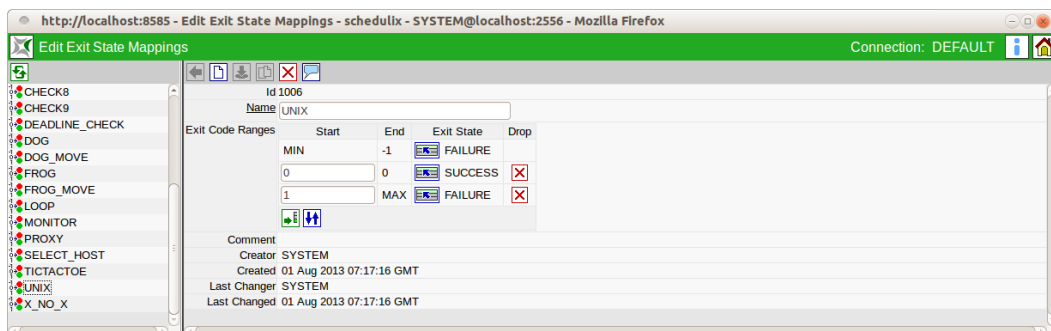 http://localhost:8585 - Edit Exit State Mappings - schedulix - SYSTEM@localhost:2556 - Mozilla Firefox
Edit Exit State Mappings
Connection: DEFAULT
CHECK8
CHECK9
DEADLINE_CHECK
DOG
DOG_MOVE
FROG
FROG_MOVE
LOOP
MONITOR
PROXY
SELECT_HOST
TICTACTOE
UNIX
X_NO_X
Id 1006
Name UNIX
Exit Code Ranges Start End Exit State Drop
MIN -1 FAILURE
0 0 SUCCESS
1 MAX FAILURE
Comment
Creator SYSTEM
Created 01 Aug 2013 07:17:16 GMT
Last Changer SYSTEM
Last Changed 01 Aug 2013 07:17:16 GMT